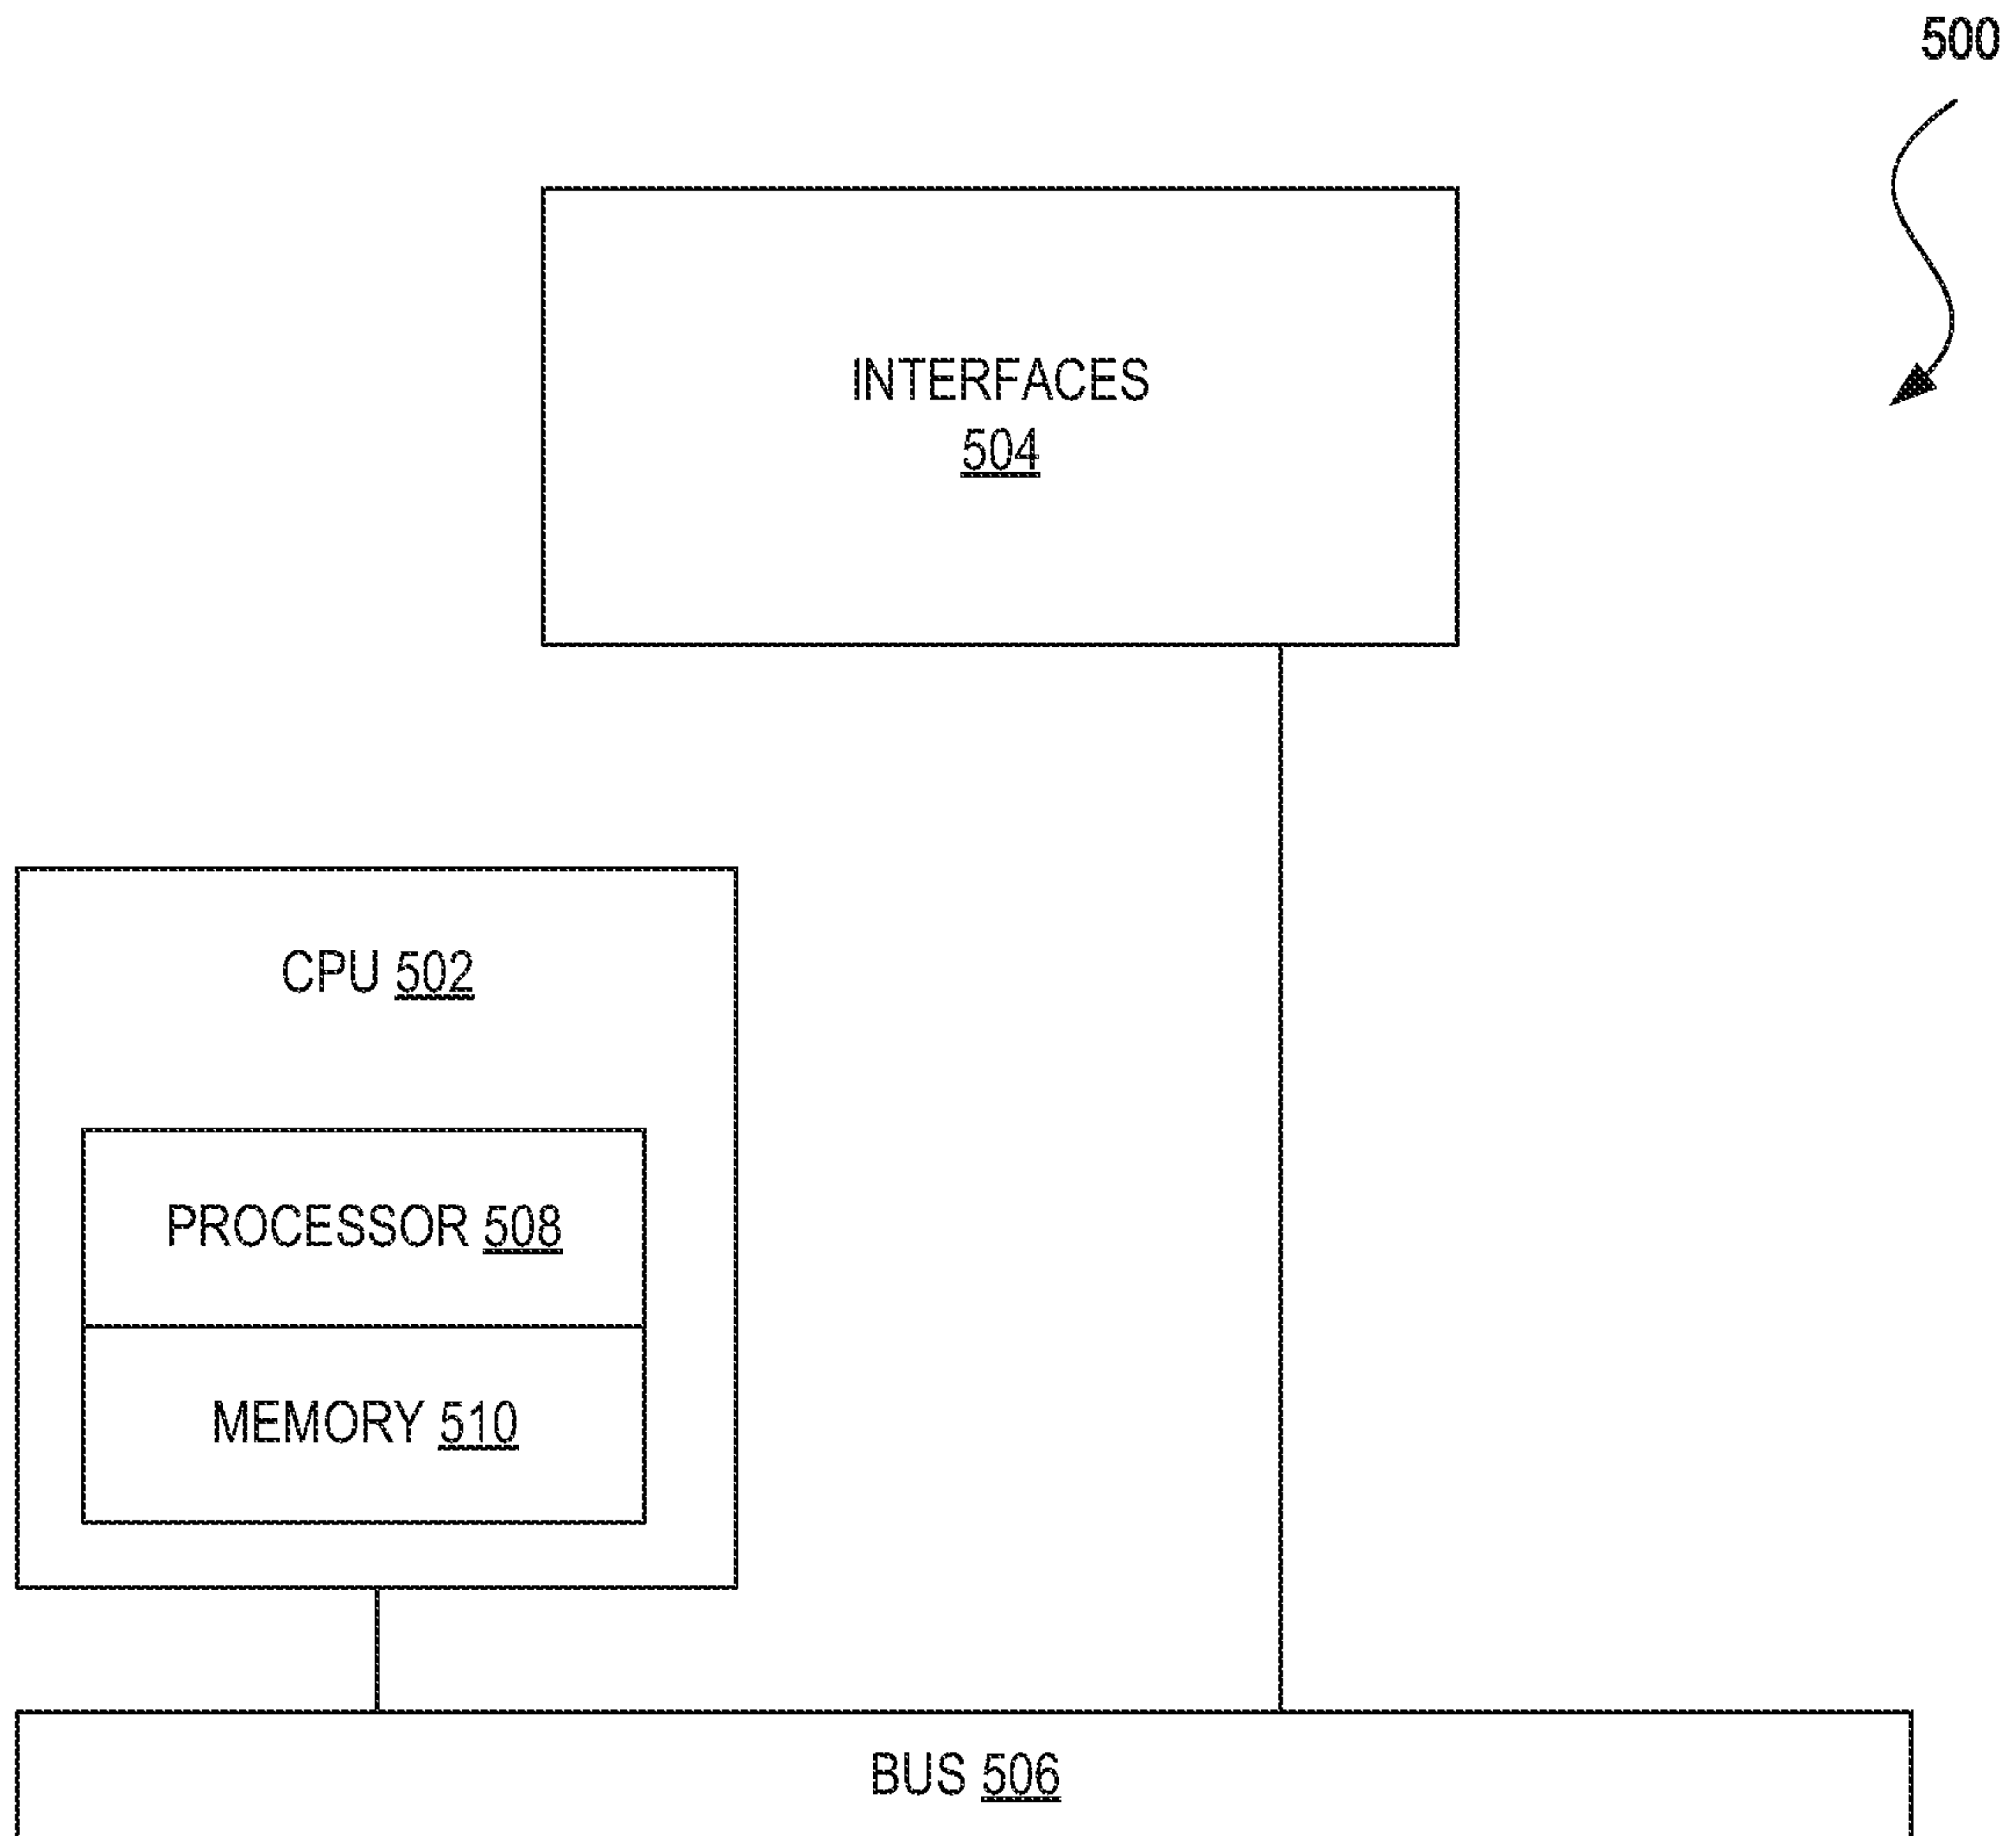 500
INTERFACES
504
CPU 502
PROCESSOR 508
MEMORY 510
BUS 506